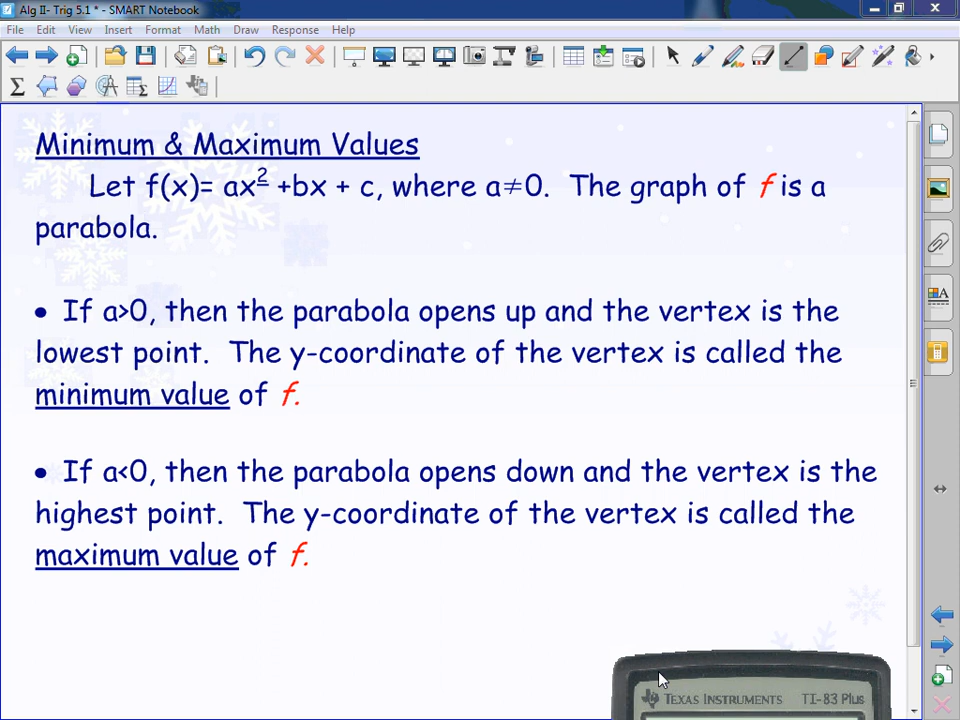 Alg II- Trig 5.1 * - SMART Notebook
File Edit View Insert Format Math Draw Response Help
Minimum & Maximum Values
Let f(x)= ax² +bx + c, where a≠0. The graph of f is a
parabola.
• If a>0, then the parabola opens up and the vertex is the
lowest point. The y-coordinate of the vertex is called the
minimum value of f.
• If a<0, then the parabola opens down and the vertex is the
highest point. The y-coordinate of the vertex is called the
maximum value of f.
TEXAS INSTRUMENTS TI-83 Plus